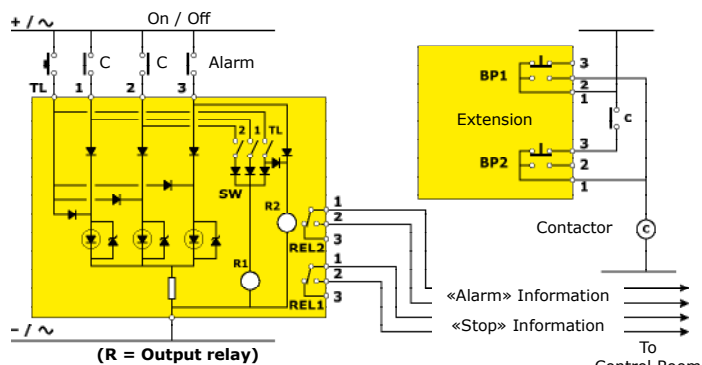 + / ∿ On / Off
C C Alarm
TL 1 2 3
2 1 TL
SW
R2
R1
1
2
REL2 3
1
2
REL1 3
– / ∿
(R = Output relay)
BP1 3
2
1
C
Extension
BP2 3
2
1
Contactor C
«Alarm» Information
«Stop» Information
To
Control Room